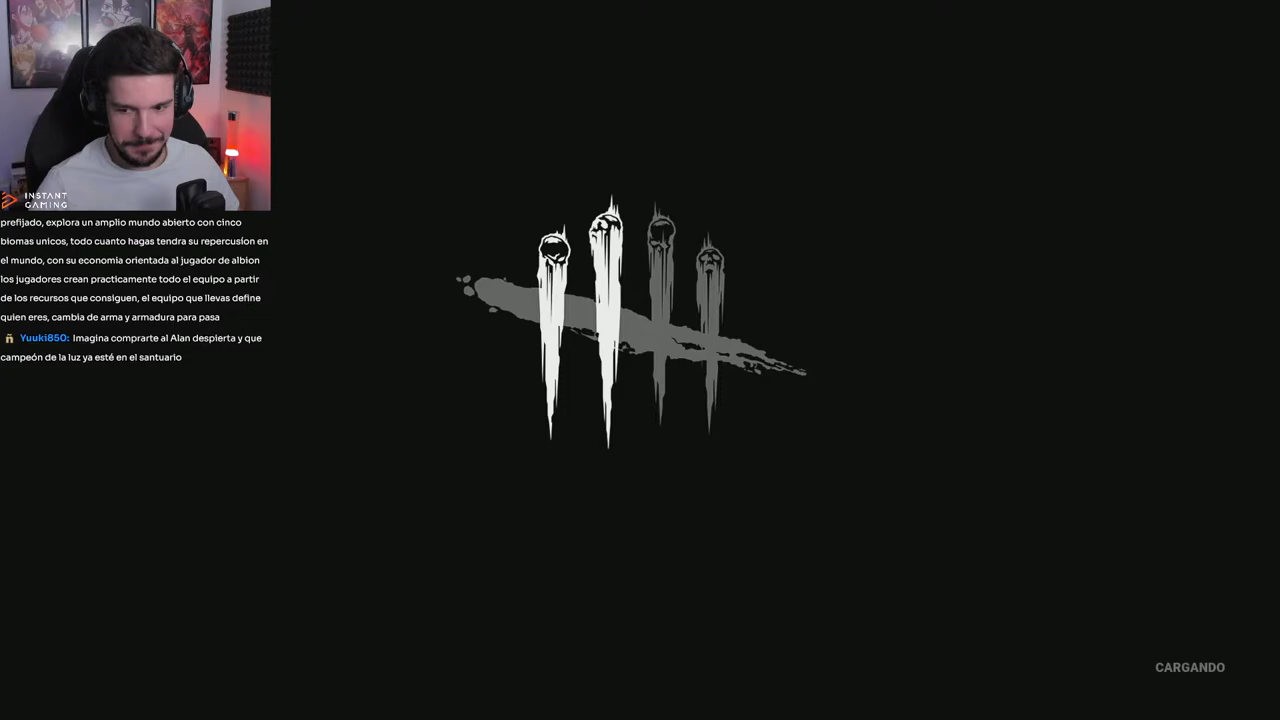 INSTANT
GAMING
prefijado, explora un amplio mundo abierto con cinco
biomas unicos, todo cuanto hagas tendra su repercusíon en
el mundo, con su economia orientada al jugador de albion
los jugadores crean practicamente todo el equipo a partir
de los recursos que consiguen, el equipo que llevas define
quien eres, cambia de arma y armadura para pasa
Yuuki850: Imagina comprarte al Alan despierta y que
campeón de la luz ya esté en el santuario
CARGANDO